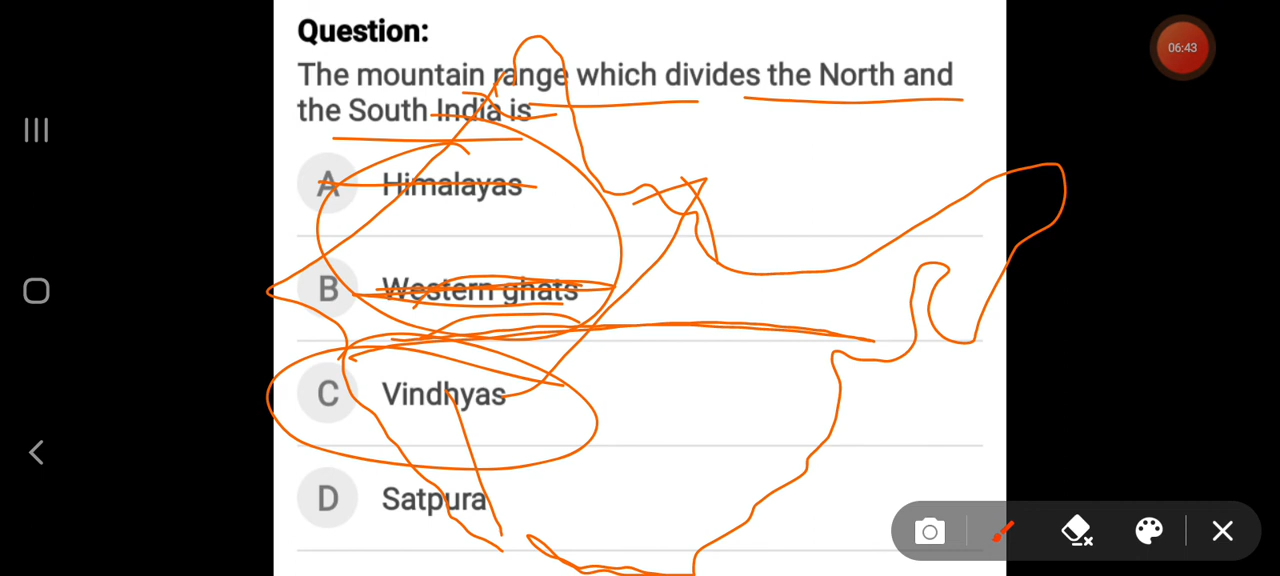 06:43
Question:
The mountain range which divides the North and
the South India is
A Himalayas
B Western ghats
C Vindhyas
D Satpura